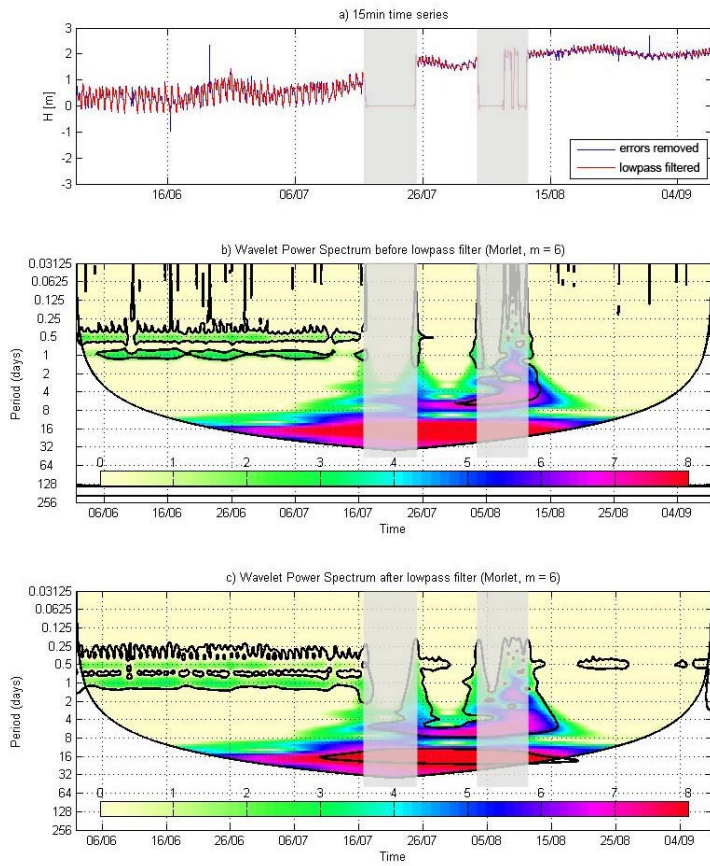 a) 15min time series
3
2
1
0
-1
-2
-3
H [m]
16/06 06/07 26/07 15/08 04/09
errors removed
lowpass filtered
b) Wavelet Power Spectrum before lowpass filter (Morlet, m = 6)
0.03125
0.0625
0.125
0.25
0.5
1
2
4
8
16
32
64
128
256
Period (days)
0 1 2 3 4 5 6 7 8
06/06 16/06 26/06 06/07 16/07 26/07 05/08 15/08 25/08 04/09
Time
c) Wavelet Power Spectrum after lowpass filter (Morlet, m = 6)
0.03125
0.0625
0.125
0.25
0.5
1
2
4
8
16
32
64
128
256
Period (days)
0 1 2 3 4 5 6 7 8
06/06 16/06 26/06 06/07 16/07 26/07 05/08 15/08 25/08 04/09
Time